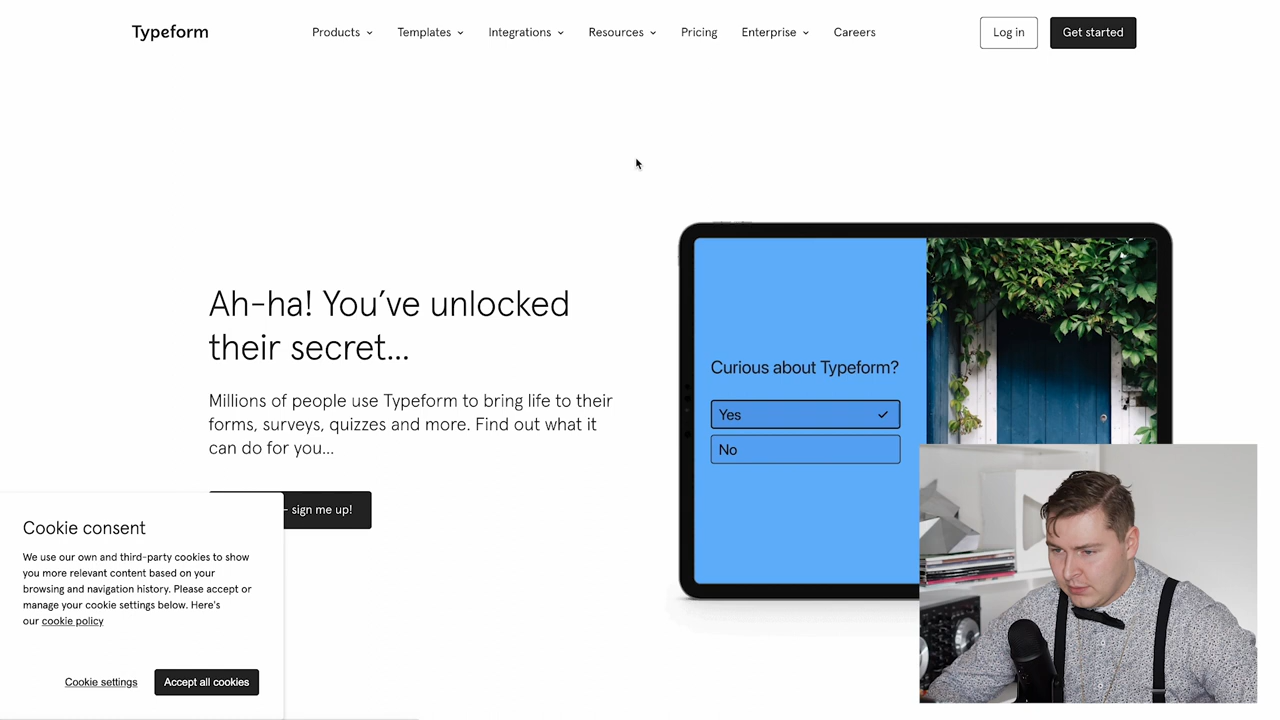 Typeform
Products
Templates
Integrations
Resources
Pricing
Enterprise
Careers
Log in
Get started
Ah-ha! You’ve unlocked
their secret...
Millions of people use Typeform to bring life to their
forms, surveys, quizzes and more. Find out what it
can do for you...
– sign me up!
Curious about Typeform?
Yes
No
Cookie consent
We use our own and third-party cookies to show
you more relevant content based on your
browsing and navigation history. Please accept or
manage your cookie settings below. Here's
our cookie policy
Cookie settings
Accept all cookies